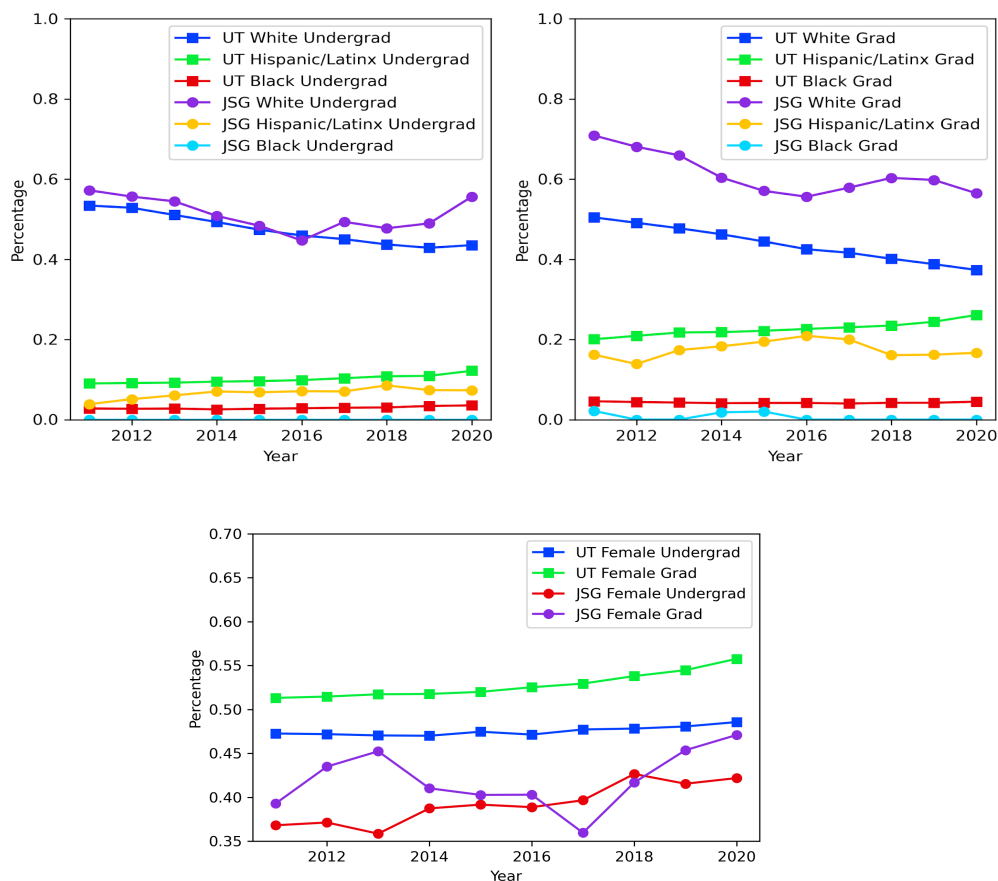 1.0
0.8
0.6
0.4
0.2
0.0
Percentage
UT White Undergrad
UT Hispanic/Latinx Undergrad
UT Black Undergrad
JSG White Undergrad
JSG Hispanic/Latinx Undergrad
JSG Black Undergrad
2012 2014 2016 2018 2020
Year
1.0
0.8
0.6
0.4
0.2
0.0
Percentage
UT White Grad
UT Hispanic/Latinx Grad
UT Black Grad
JSG White Grad
JSG Hispanic/Latinx Grad
JSG Black Grad
2012 2014 2016 2018 2020
Year
0.70
0.65
0.60
0.55
0.50
0.45
0.40
0.35
Percentage
UT Female Undergrad
UT Female Grad
JSG Female Undergrad
JSG Female Grad
2012 2014 2016 2018 2020
Year